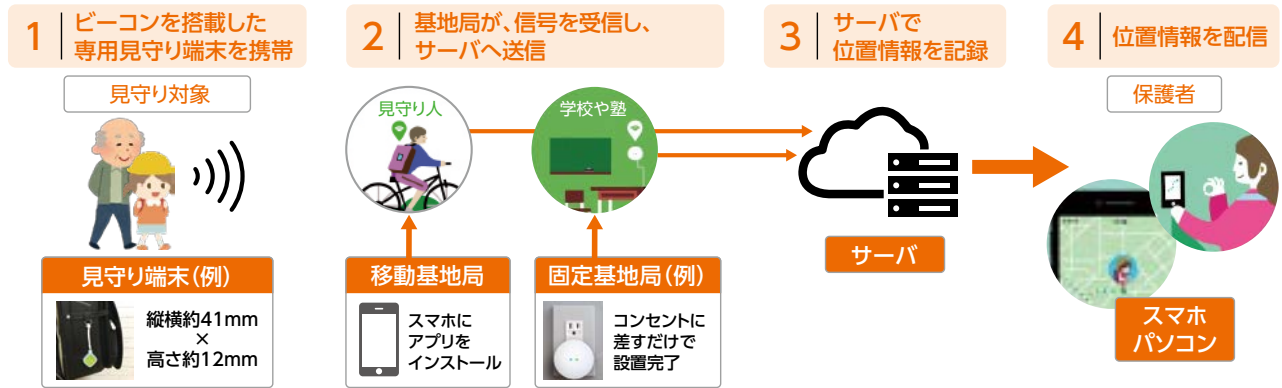 1
ビーコンを搭載した
専用見守り端末を携帯
見守り対象
見守り端末(例)
縦横約41mm
×
高さ約12mm
2
基地局が、信号を受信し、
サーバへ送信
見守り人
学校や塾
移動基地局
スマホに
アプリを
インストール
固定基地局(例)
コンセントに
差すだけで
設置完了
3
サーバで
位置情報を記録
サーバ
4
位置情報を配信
保護者
スマホ
パソコン